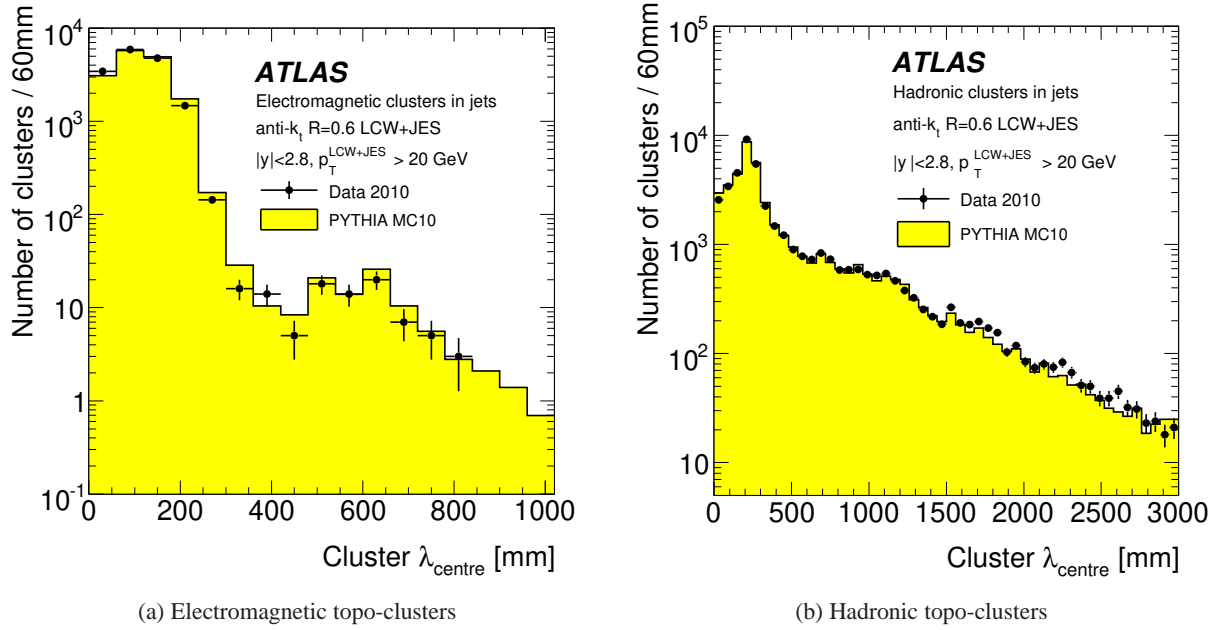 Number of clusters / 60mm
10^4
10^3
10^2
10
1
10^-1
ATLAS
Electromagnetic clusters in jets
anti-k_t R=0.6 LCW+JES
|y|<2.8, p_T^LCW+JES > 20 GeV
Data 2010
PYTHIA MC10
0 200 400 600 800 1000
Cluster λ_centre [mm]
(a) Electromagnetic topo-clusters
Number of clusters / 60mm
10^5
10^4
10^3
10^2
10
ATLAS
Hadronic clusters in jets
anti-k_t R=0.6 LCW+JES
|y|<2.8, p_T^LCW+JES > 20 GeV
Data 2010
PYTHIA MC10
0 500 1000 1500 2000 2500 3000
Cluster λ_centre [mm]
(b) Hadronic topo-clusters